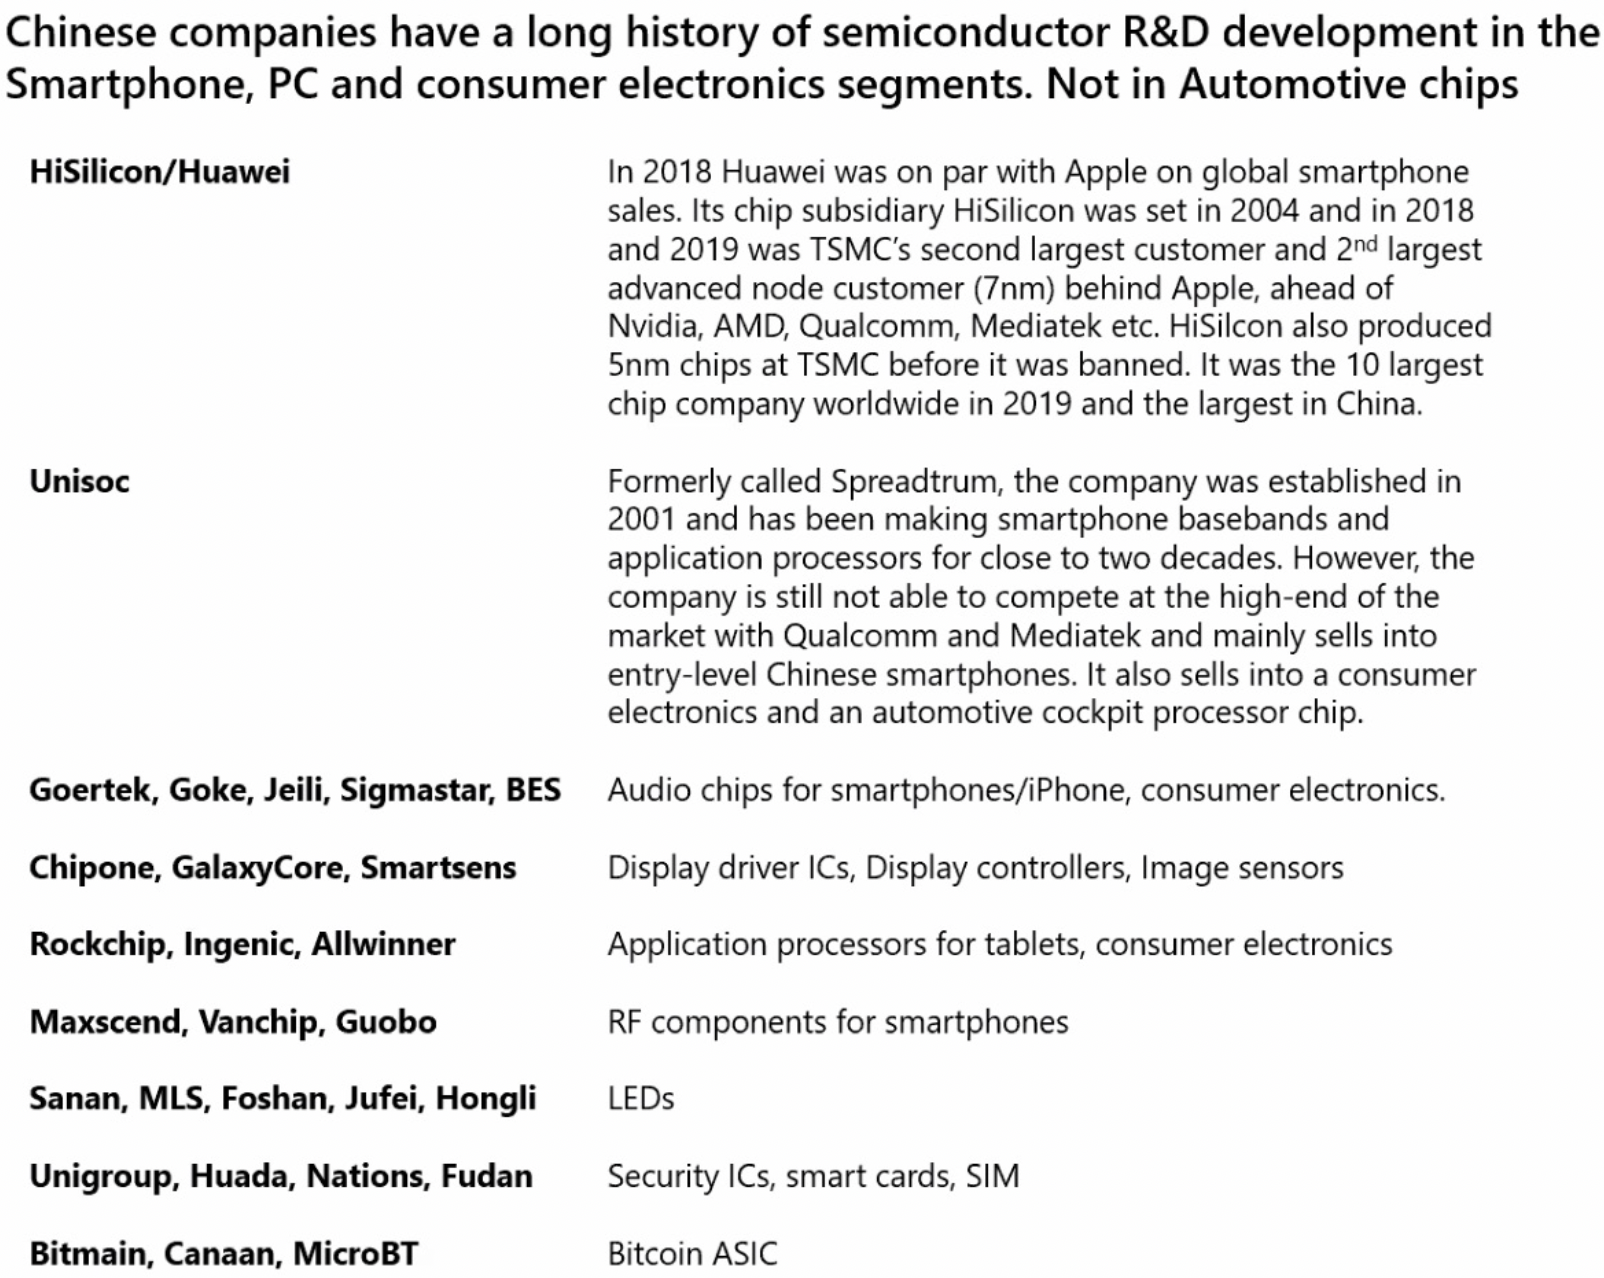 Chinese companies have a long history of semiconductor R&D development in the
Smartphone, PC and consumer electronics segments. Not in Automotive chips
HiSilicon/Huawei
In 2018 Huawei was on par with Apple on global smartphone
sales. Its chip subsidiary HiSilicon was set in 2004 and in 2018
and 2019 was TSMC's second largest customer and 2nd largest
advanced node customer (7nm) behind Apple, ahead of
Nvidia, AMD, Qualcomm, Mediatek etc. HiSilcon also produced
5nm chips at TSMC before it was banned. It was the 10 largest
chip company worldwide in 2019 and the largest in China.
Unisoc
Formerly called Spreadtrum, the company was established in
2001 and has been making smartphone basebands and
application processors for close to two decades. However, the
company is still not able to compete at the high-end of the
market with Qualcomm and Mediatek and mainly sells into
entry-level Chinese smartphones. It also sells into a consumer
electronics and an automotive cockpit processor chip.
Goertek, Goke, Jeili, Sigmastar, BES
Audio chips for smartphones/iPhone, consumer electronics.
Chipone, GalaxyCore, Smartsens
Display driver ICs, Display controllers, Image sensors
Rockchip, Ingenic, Allwinner
Application processors for tablets, consumer electronics
Maxscend, Vanchip, Guobo
RF components for smartphones
Sanan, MLS, Foshan, Jufei, Hongli
LEDs
Unigroup, Huada, Nations, Fudan
Security ICs, smart cards, SIM
Bitmain, Canaan, MicroBT
Bitcoin ASIC